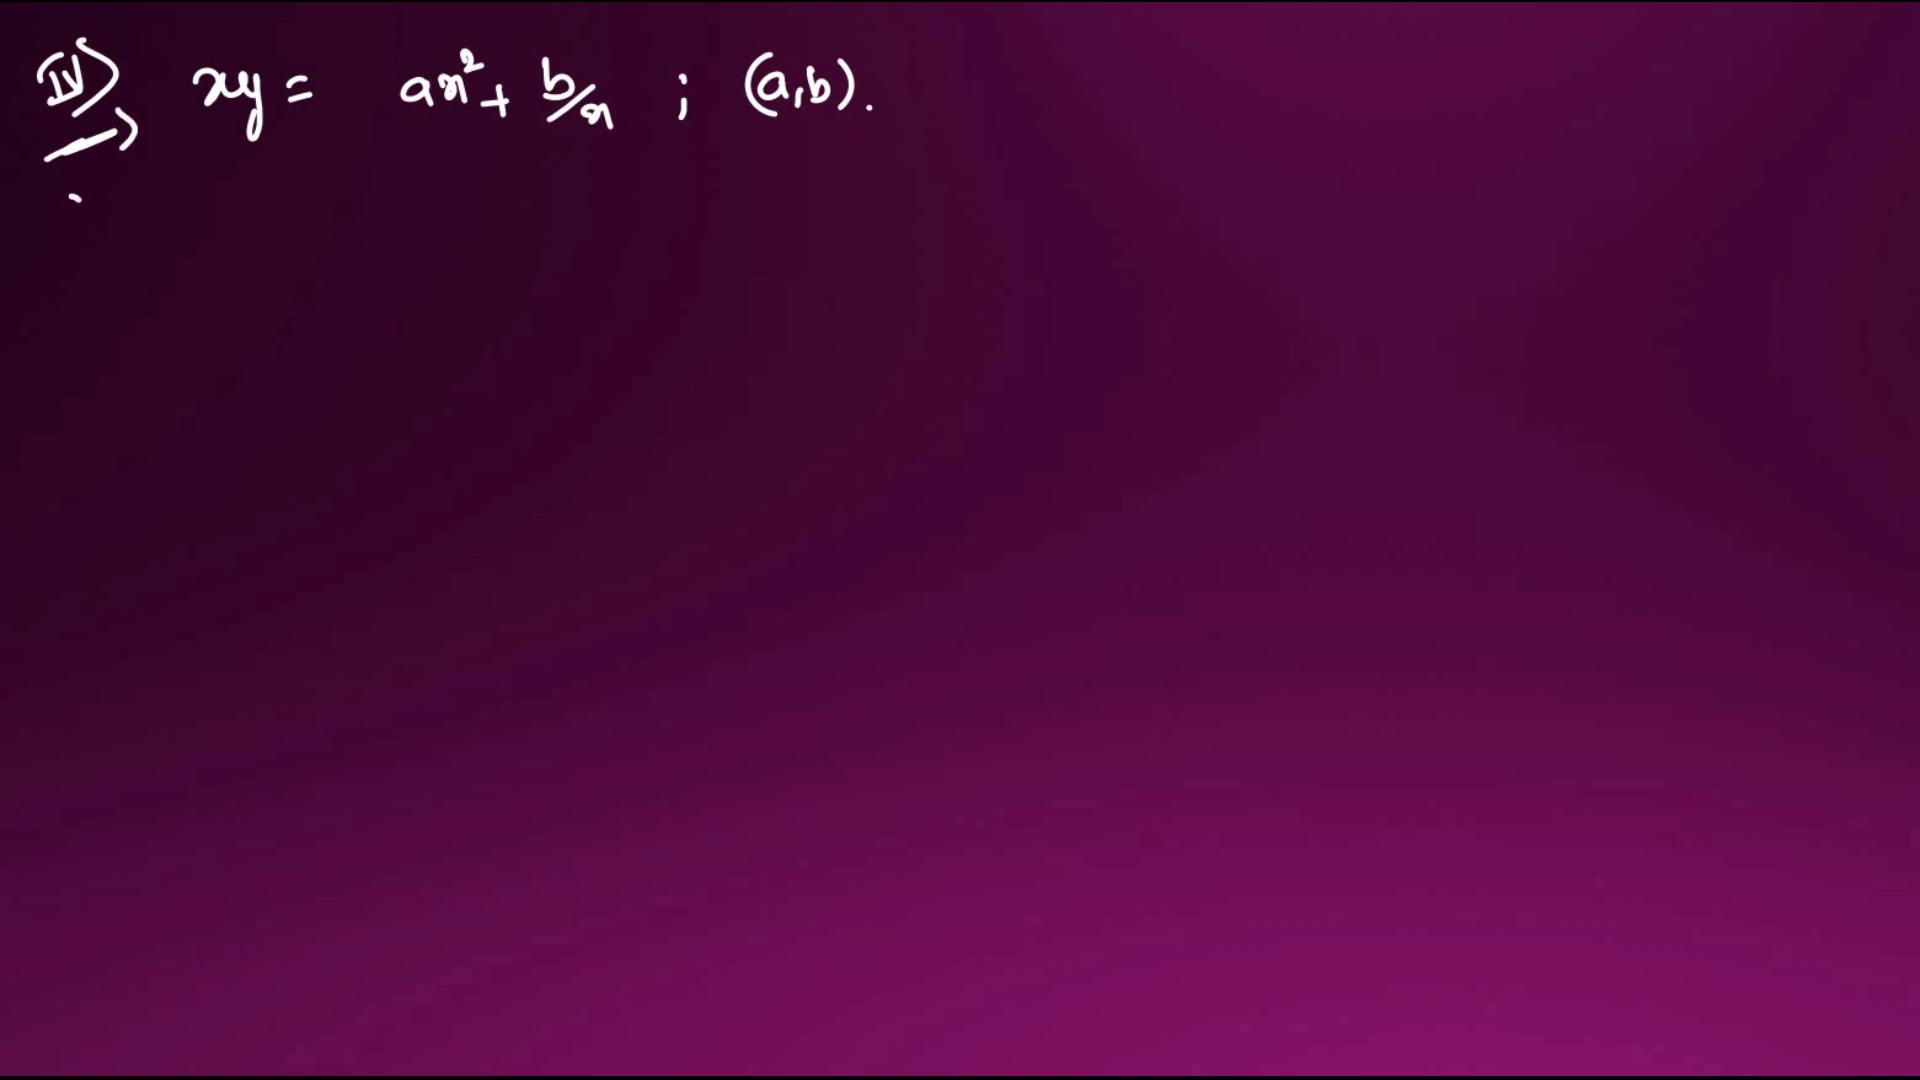 IV) xy = ax² + b/x ; (a,b).